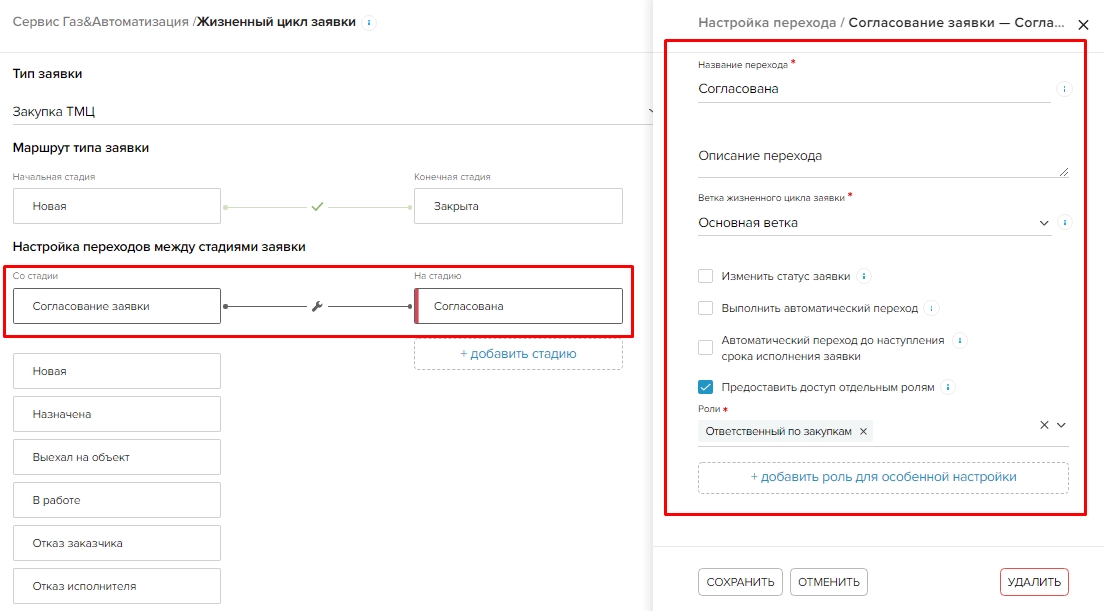 Сервис Газ&Автоматизация /Жизненный цикл заявки
Тип заявки
Закупка ТМЦ
Маршрут типа заявки
Начальная стадия
Конечная стадия
Новая
Закрыта
Настройка переходов между стадиями заявки
Со стадии
На стадию
Согласование заявки
Согласована
+ добавить стадию
Новая
Назначена
Выехал на объект
В работе
Отказ заказчика
Отказ исполнителя
Настройка перехода / Согласование заявки — Согла...
Название перехода *
Согласована
Описание перехода
Ветка жизненного цикла заявки *
Основная ветка
Изменить статус заявки
Выполнить автоматический переход
Автоматический переход до наступления
срока исполнения заявки
Предоставить доступ отдельным ролям
Роли *
Ответственный по закупкам
+ добавить роль для особенной настройки
СОХРАНИТЬ
ОТМЕНИТЬ
УДАЛИТЬ